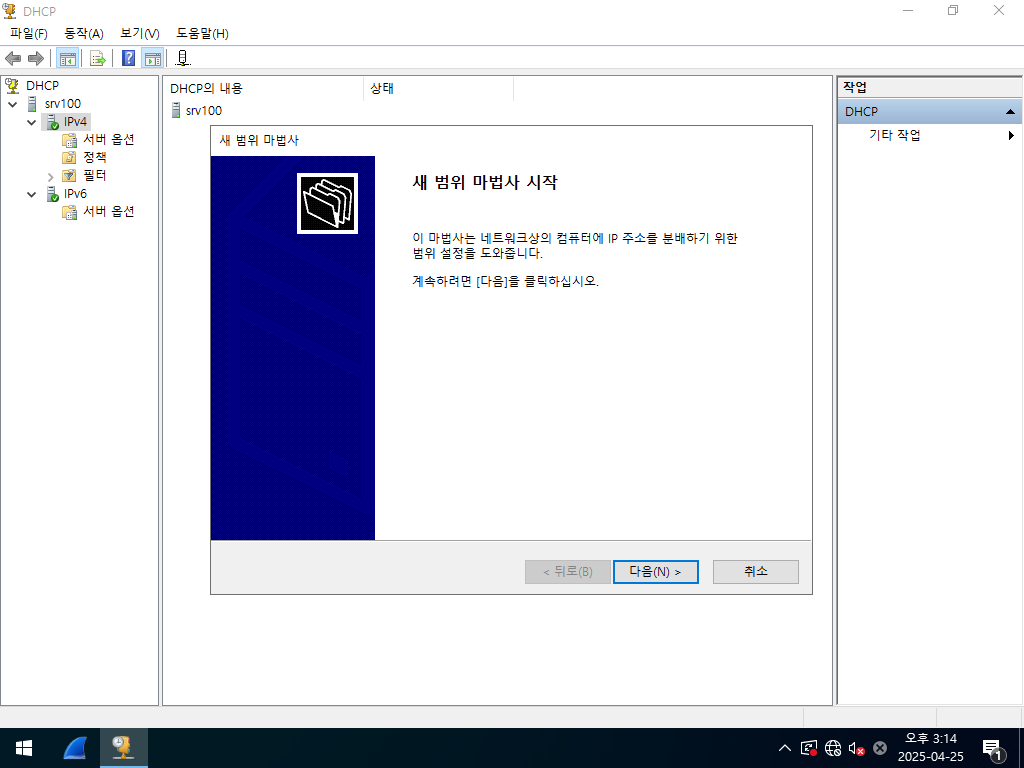 DHCP
파일(F) 동작(A) 보기(V) 도움말(H)
DHCP
srv100
IPv4
서버 옵션
정책
필터
IPv6
서버 옵션
DHCP의 내용 상태
srv100
새 범위 마법사
새 범위 마법사 시작
이 마법사는 네트워크상의 컴퓨터에 IP 주소를 분배하기 위한
범위 설정을 도와줍니다.
계속하려면 [다음]을 클릭하십시오.
< 뒤로(B) 다음(N) > 취소
작업
DHCP
기타 작업
오후 3:14
2025-04-25
1